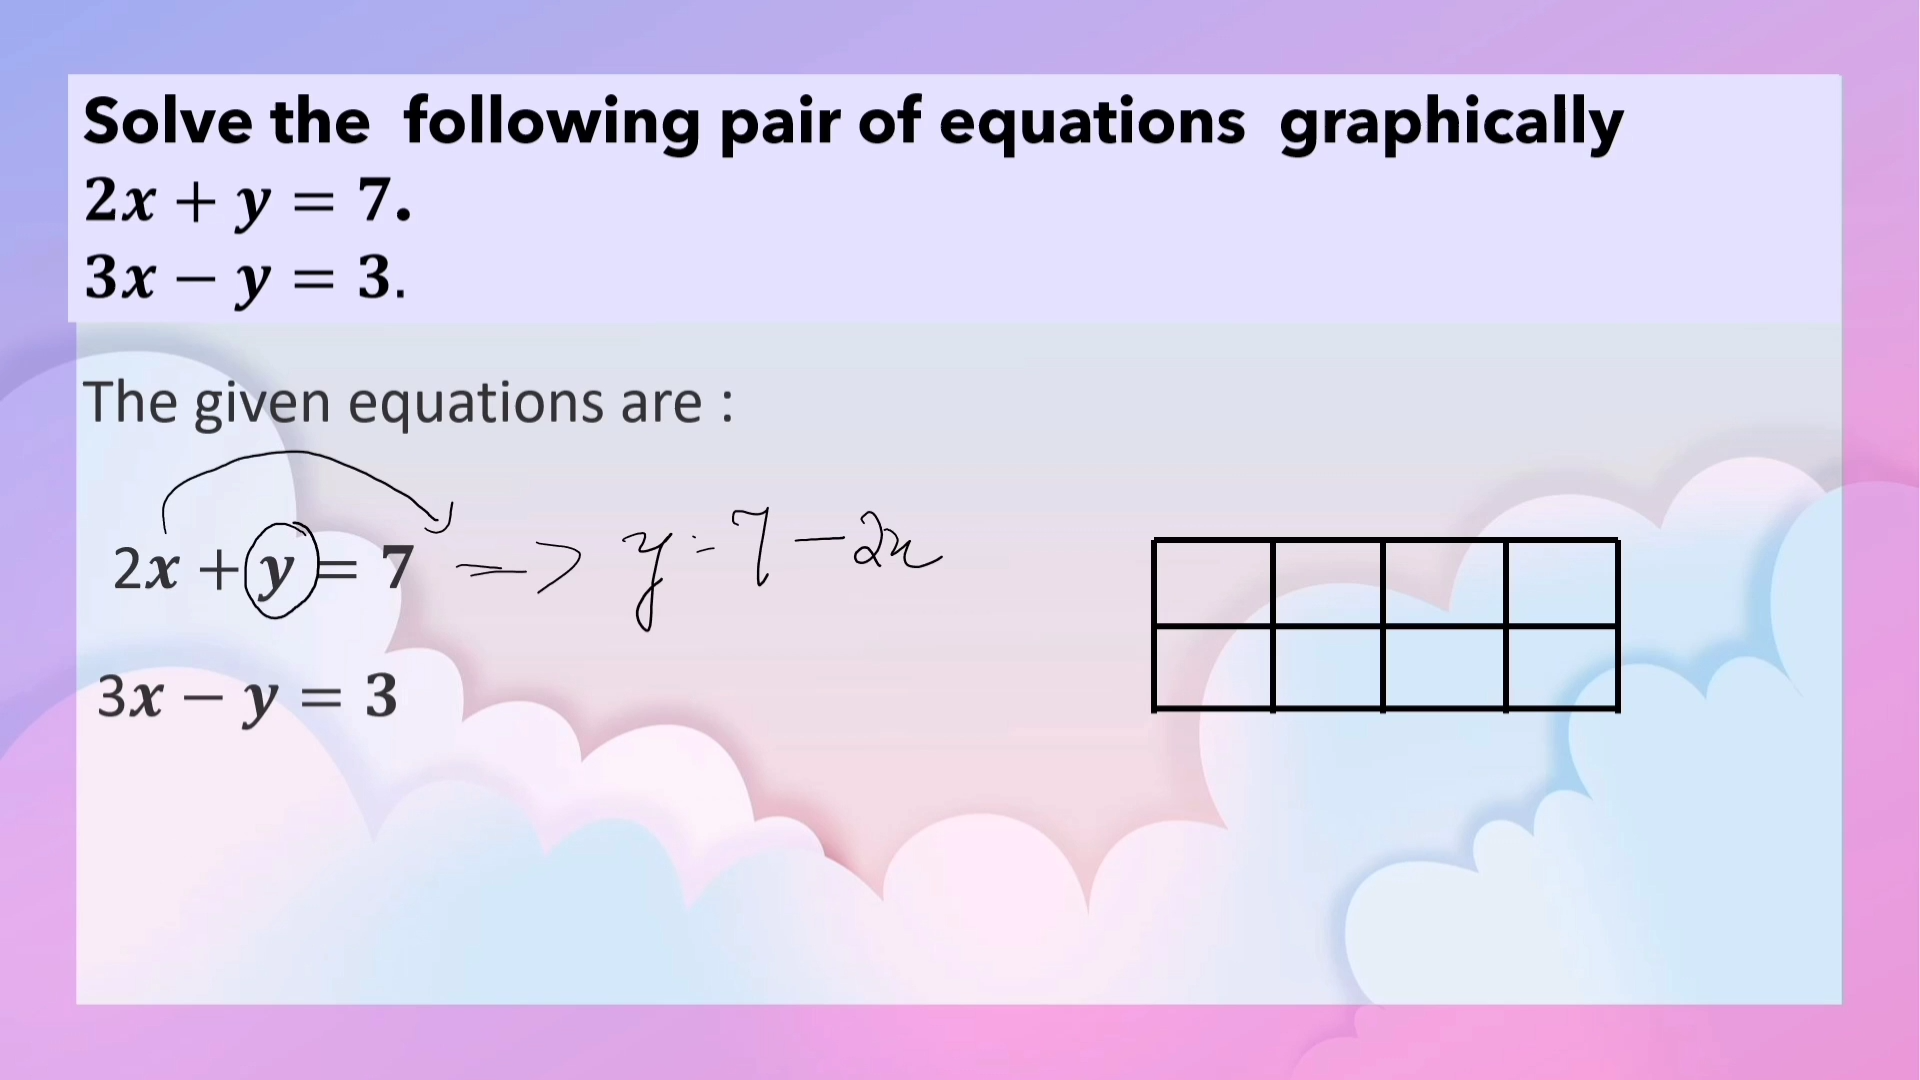 Solve the following pair of equations graphically
2x + y = 7.
3x − y = 3.
The given equations are :
2x + y = 7 => y = 7 − 2x
3x − y = 3